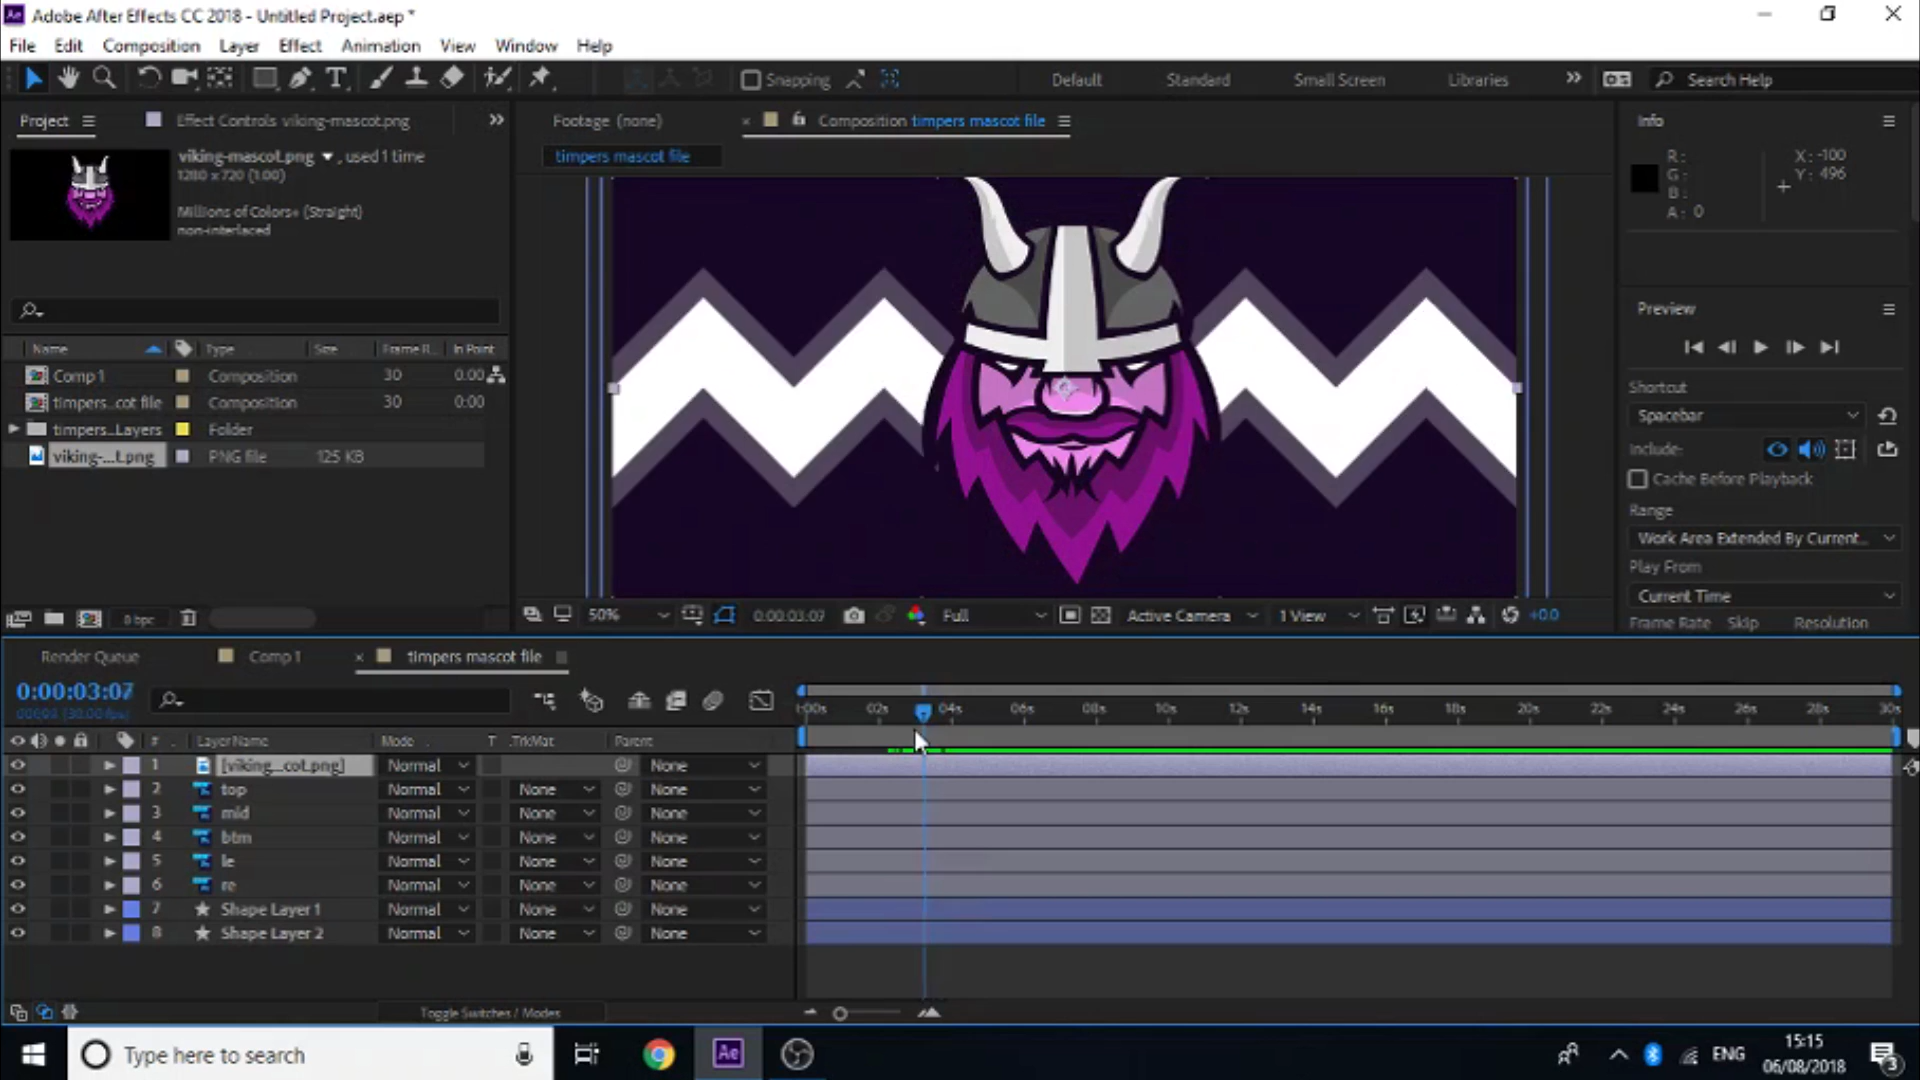 Adobe After Effects CC 2018 - Untitled Project.aep *
File Edit Composition Layer Effect Animation View Window Help
Snapping Default Standard Small Screen Libraries Search Help
Project Effect Controls viking-mascot.png
viking-mascot.png , used 1 time
1280 x 720 (1.00)
Millions of Colors+ (Straight)
non-interlaced
Name Type Size Frame R... In Point
Comp 1 Composition 30 0:00
timpers...cot file Composition 30 0:00
timpers...Layers Folder
viking-...t.png PNG file 125 KB
8 bpc
Footage (none) Composition timpers mascot file
timpers mascot file
50% 0:00:03:07 Full Active Camera 1 View +0.0
Info
R:
G:
B:
A: 0
X: -100
Y: 496
Preview
Shortcut
Spacebar
Include:
Cache Before Playback
Range
Work Area Extended By Current...
Play From
Current Time
Frame Rate Skip Resolution
Render Queue Comp 1 timpers mascot file
0:00:03:07
(30.00 fps)
:00s 02s 04s 06s 08s 10s 12s 14s 16s 18s 20s 22s 24s 26s 28s 30s
# Layer Name Mode T .TrkMat Parent
1 [viking...cot.png] Normal None
2 top Normal None None
3 mid Normal None None
4 btm Normal None None
5 le Normal None None
6 re Normal None None
7 Shape Layer 1 Normal None None
8 Shape Layer 2 Normal None None
Toggle Switches / Modes
Type here to search
Ae
ENG
15:15
06/08/2018
3